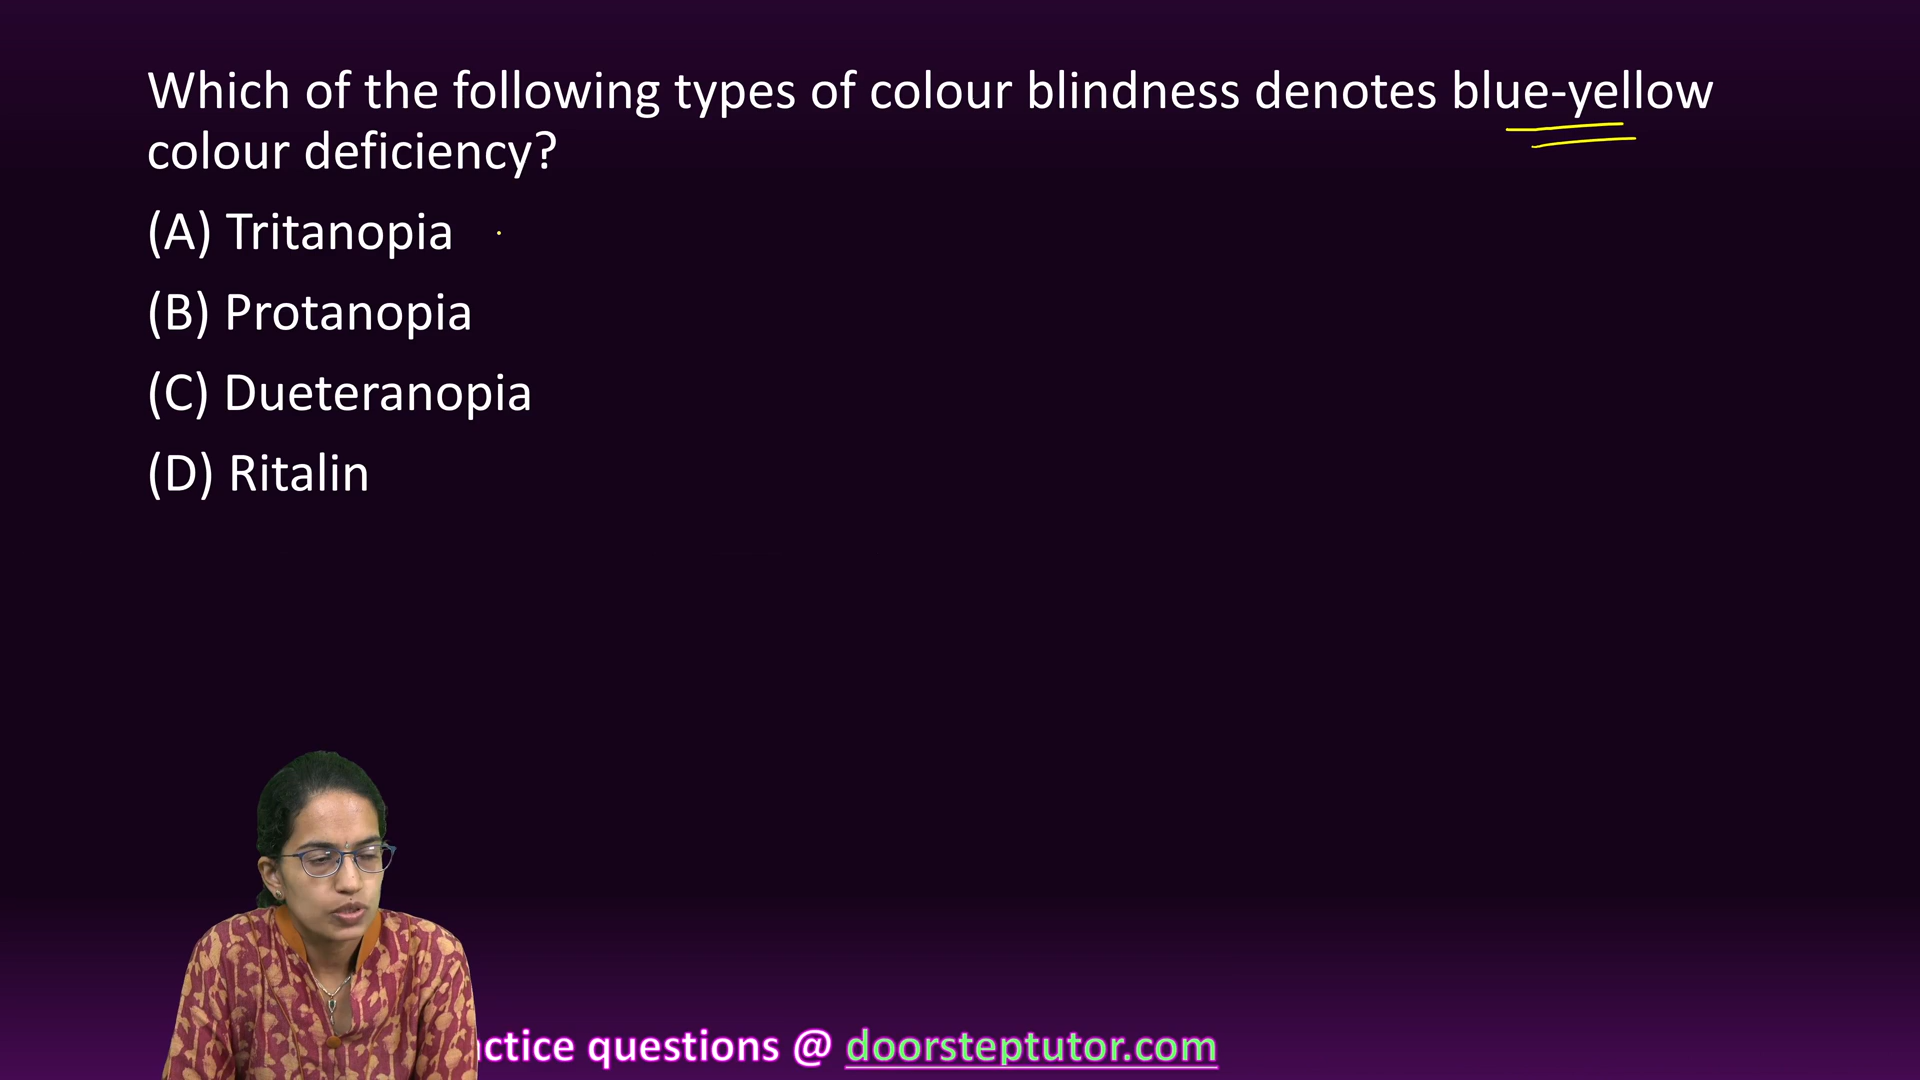 Which of the following types of colour blindness denotes blue-yellow
colour deficiency?
(A) Tritanopia
(B) Protanopia
(C) Dueteranopia
(D) Ritalin
questions @ doorsteptutor.com